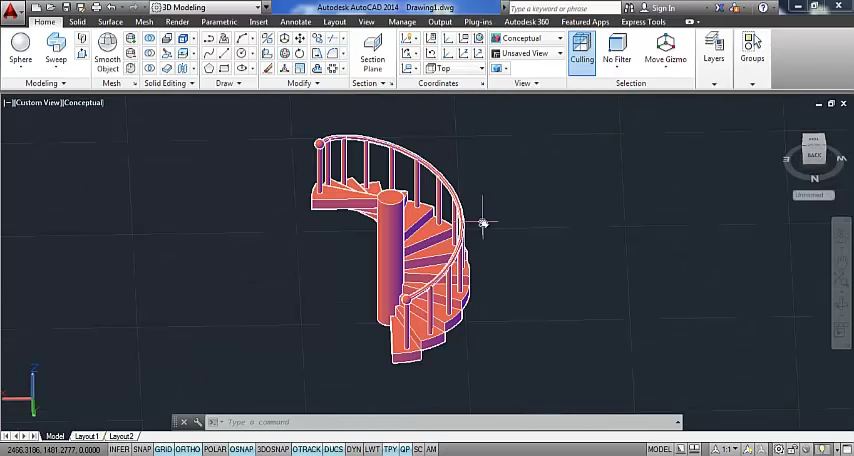 3D Modeling Autodesk AutoCAD 2014 Drawing1.dwg Type a keyword or phrase Sign In
Home Solid Surface Mesh Render Parametric Insert Annotate Layout View Manage Output Plug-ins Autodesk 360 Featured Apps Express Tools
Sphere Sweep Smooth Object Section Plane Conceptual Unsaved View Top Culling No Filter Move Gizmo Layers Groups
Modeling Mesh Solid Editing Draw Modify Section Coordinates View Selection
[−][Custom View][Conceptual]
BACK
E W
N
Unnamed
Z
X
Type a command
Model Layout1 Layout2
2466.3186, 1481.2777, 0.0000 INFER SNAP GRID ORTHO POLAR OSNAP 3DOSNAP OTRACK DUCS DYN LWT TPY QP SC AM MODEL 1:1